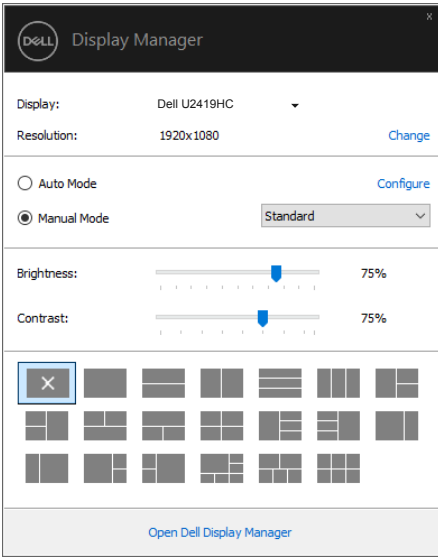 x
DELL Display Manager
Display: Dell U2419HC
Resolution: 1920x1080 Change
Auto Mode Configure
Manual Mode Standard
Brightness: 75%
Contrast: 75%
Open Dell Display Manager